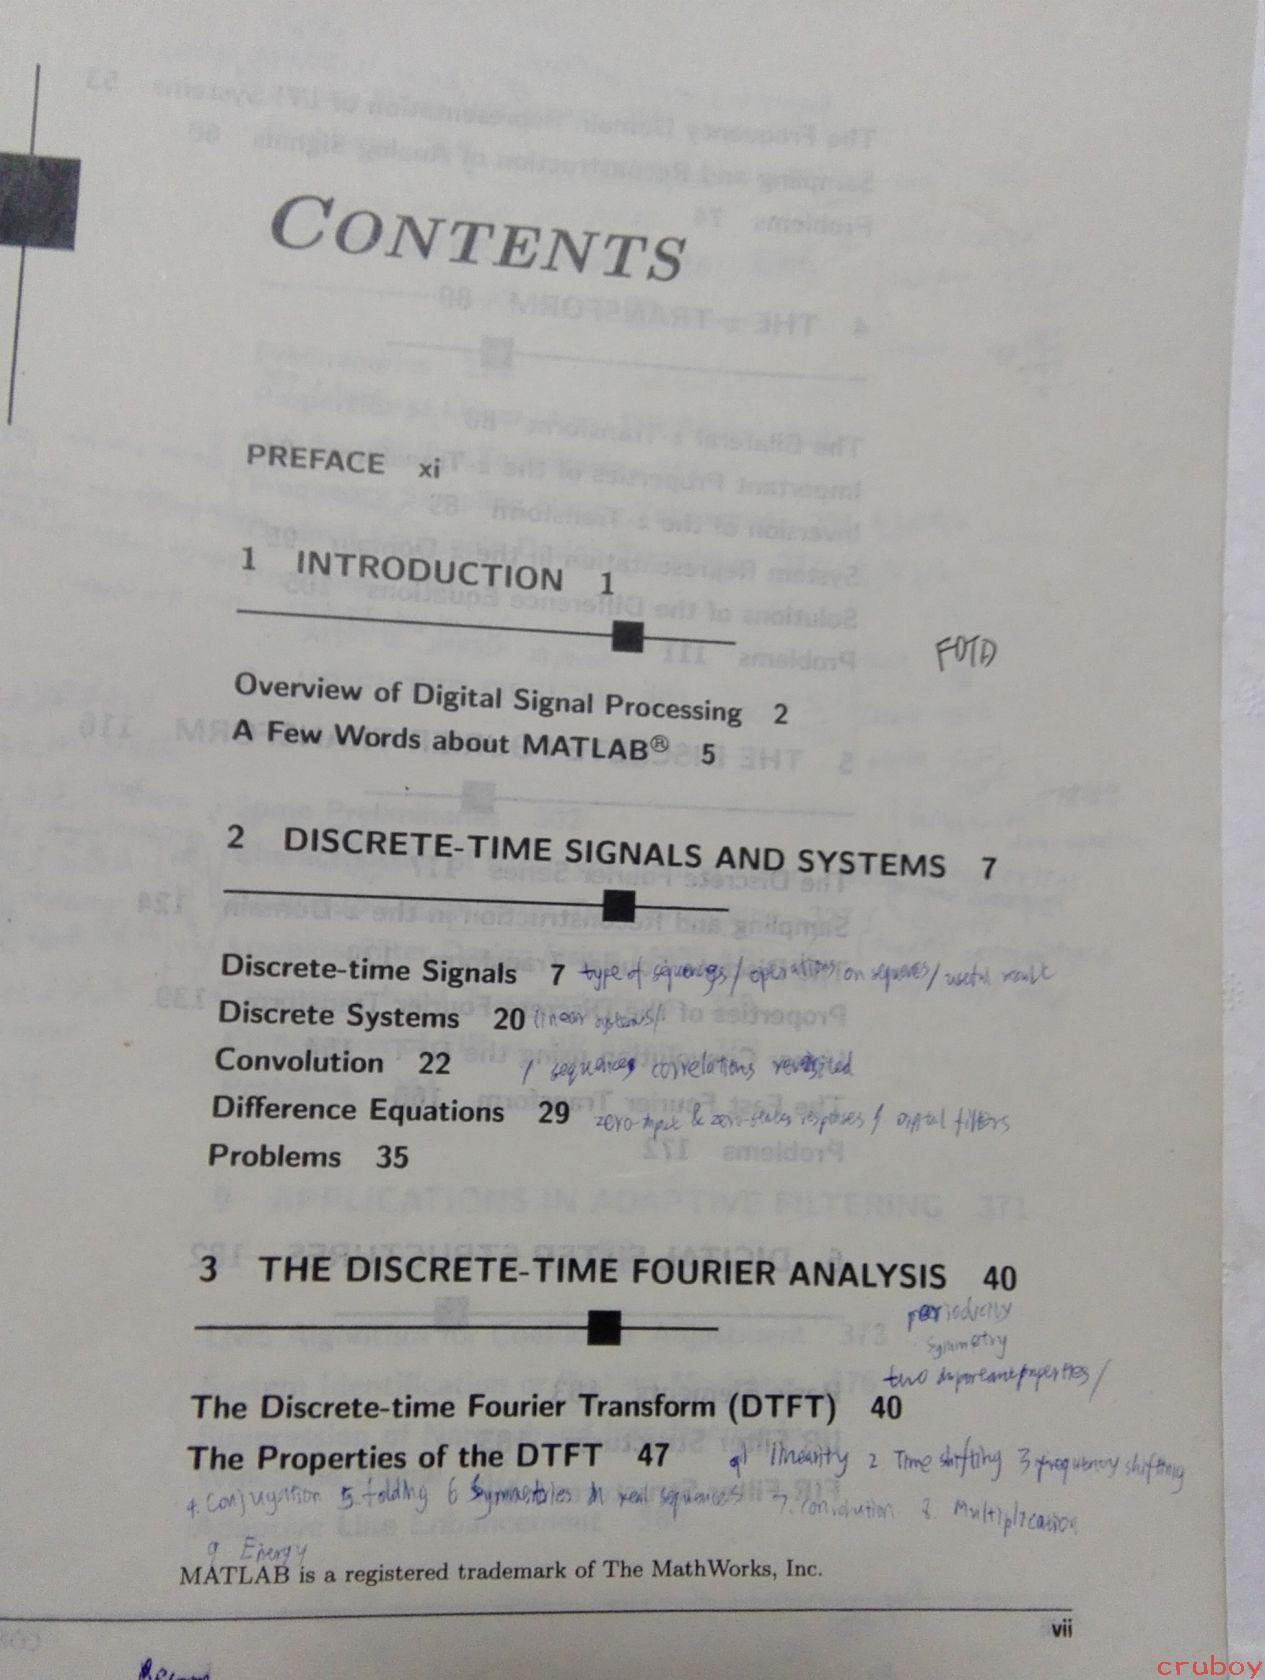 CONTENTS
PREFACE xi
1 INTRODUCTION 1
FOTD
Overview of Digital Signal Processing 2
A Few Words about MATLAB® 5
2 DISCRETE-TIME SIGNALS AND SYSTEMS 7
Discrete-time Signals 7 type of sequences / operations on sequences / useful result
Discrete Systems 20 linear systems /
Convolution 22 / sequences correlations revisited
Difference Equations 29 zero-input & zero-state responses / digital filters
Problems 35
3 THE DISCRETE-TIME FOURIER ANALYSIS 40
periodicity
symmetry
two important properties /
The Discrete-time Fourier Transform (DTFT) 40
The Properties of the DTFT 47 1 linearity 2 Time shifting 3 frequency shifting
4. Conjugation 5. folding 6 Symmetries in real sequences 7. Convolution 8. Multiplication
9 Energy
MATLAB is a registered trademark of The MathWorks, Inc.
vii
cruboy